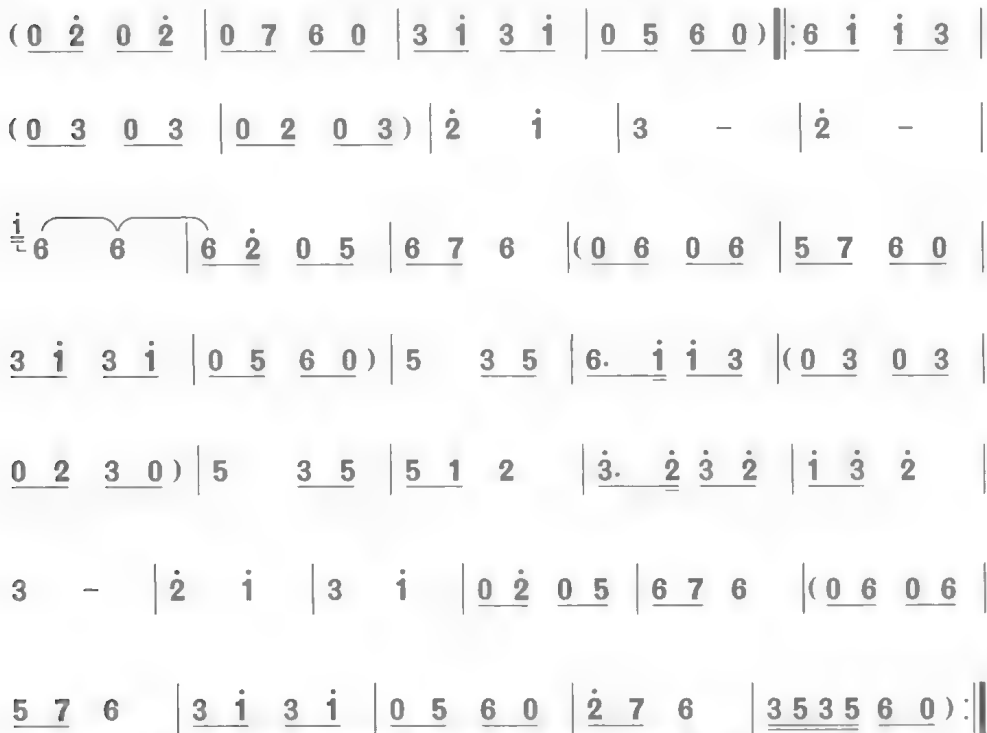 (0 2̇ 0 2̇ | 0 7 6 0 | 3 1̇ 3 1̇ | 0 5 6 0) ‖: 6 1̇ 1̇ 3 |
(0 3 0 3 | 0 2 0 3) | 2̇ 1̇ | 3 - | 2̇ - |
1̇ 6 6 | 6 2̇ 0 5 | 6 7 6 | (0 6 0 6 | 5 7 6 0 |
3 1̇ 3 1̇ | 0 5 6 0) | 5 3 5 | 6. 1̇ 1̇ 3 | (0 3 0 3 |
0 2 3 0) | 5 3 5 | 5 1 2 | 3̇. 2̇ 3̇ 2̇ | 1̇ 3̇ 2̇ |
3 - | 2̇ 1̇ | 3 1̇ | 0 2̇ 0 5 | 6 7 6 | (0 6 0 6 |
5 7 6 | 3 1̇ 3 1̇ | 0 5 6 0 | 2̇ 7 6 | 3 5 3 5 6 0) :‖